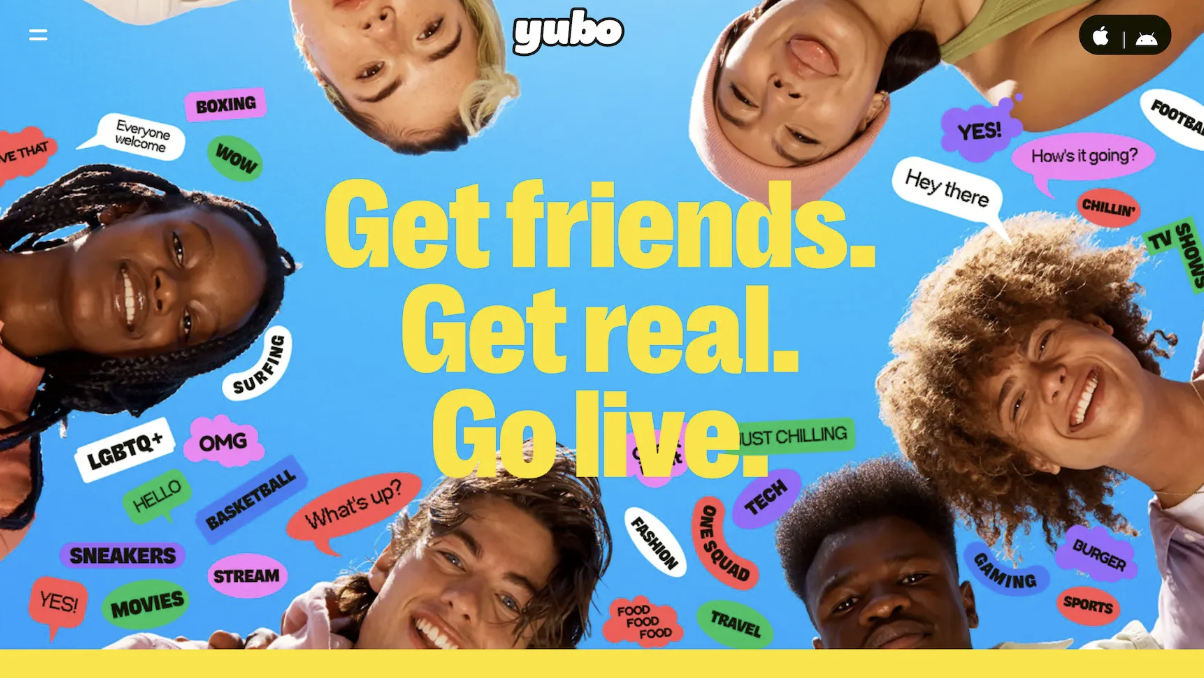 yubo
BOXING
Everyone
welcome
WOW
VE THAT
YES!
FOOTBA
How's it going?
Hey there
CHILLIN'
TV SHOWS
Get friends.
Get real.
Go live.
SURFING
LGBTQ+
OMG
HELLO
BASKETBALL
What's up?
JUST CHILLING
TECH
FASHION
ONE SQUAD
SNEAKERS
STREAM
YES!
MOVIES
FOOD
FOOD
FOOD
TRAVEL
GAMING
BURGER
SPORTS